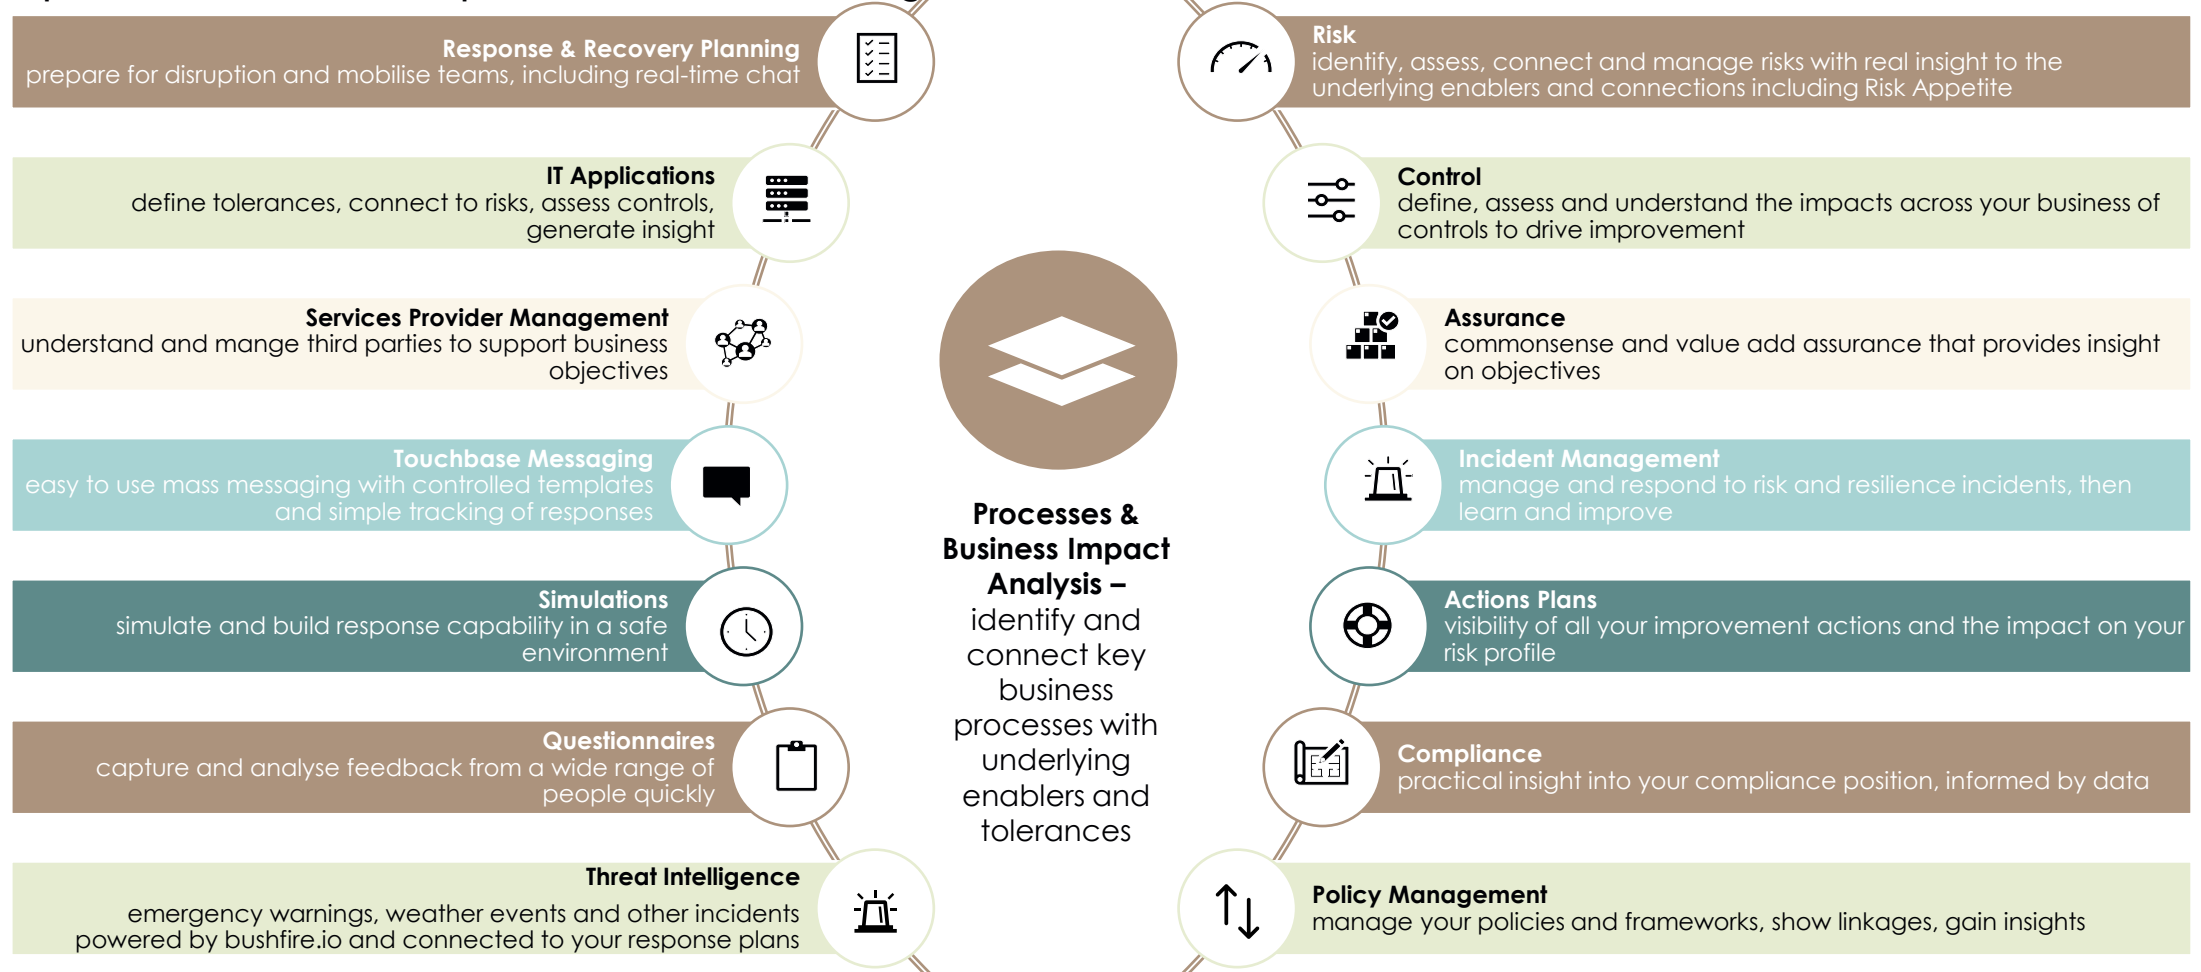 Response & Recovery Planning
prepare for disruption and mobilise teams, including real-time chat
IT Applications
define tolerances, connect to risks, assess controls,
generate insight
Services Provider Management
understand and mange third parties to support business
objectives
Touchbase Messaging
easy to use mass messaging with controlled templates
and simple tracking of responses
Simulations
simulate and build response capability in a safe
environment
Questionnaires
capture and analyse feedback from a wide range of
people quickly
Threat Intelligence
emergency warnings, weather events and other incidents
powered by bushfire.io and connected to your response plans
Processes &
Business Impact
Analysis –
identify and
connect key
business
processes with
underlying
enablers and
tolerances
Risk
identify, assess, connect and manage risks with real insight to the
underlying enablers and connections including Risk Appetite
Control
define, assess and understand the impacts across your business of
controls to drive improvement
Assurance
commonsense and value add assurance that provides insight
on objectives
Incident Management
manage and respond to risk and resilience incidents, then
learn and improve
Actions Plans
visibility of all your improvement actions and the impact on your
risk profile
Compliance
practical insight into your compliance position, informed by data
Policy Management
manage your policies and frameworks, show linkages, gain insights